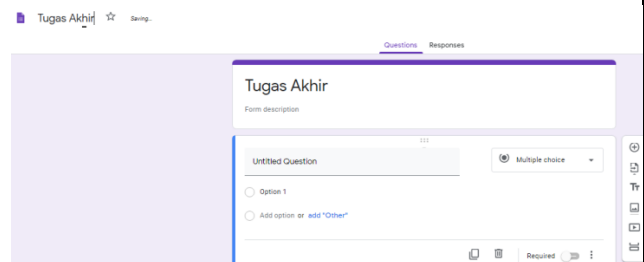 Tugas Akhir Saving...
Questions Responses
Tugas Akhir
Form description
Untitled Question Multiple choice
Option 1
Add option or add "Other"
Tт
Required